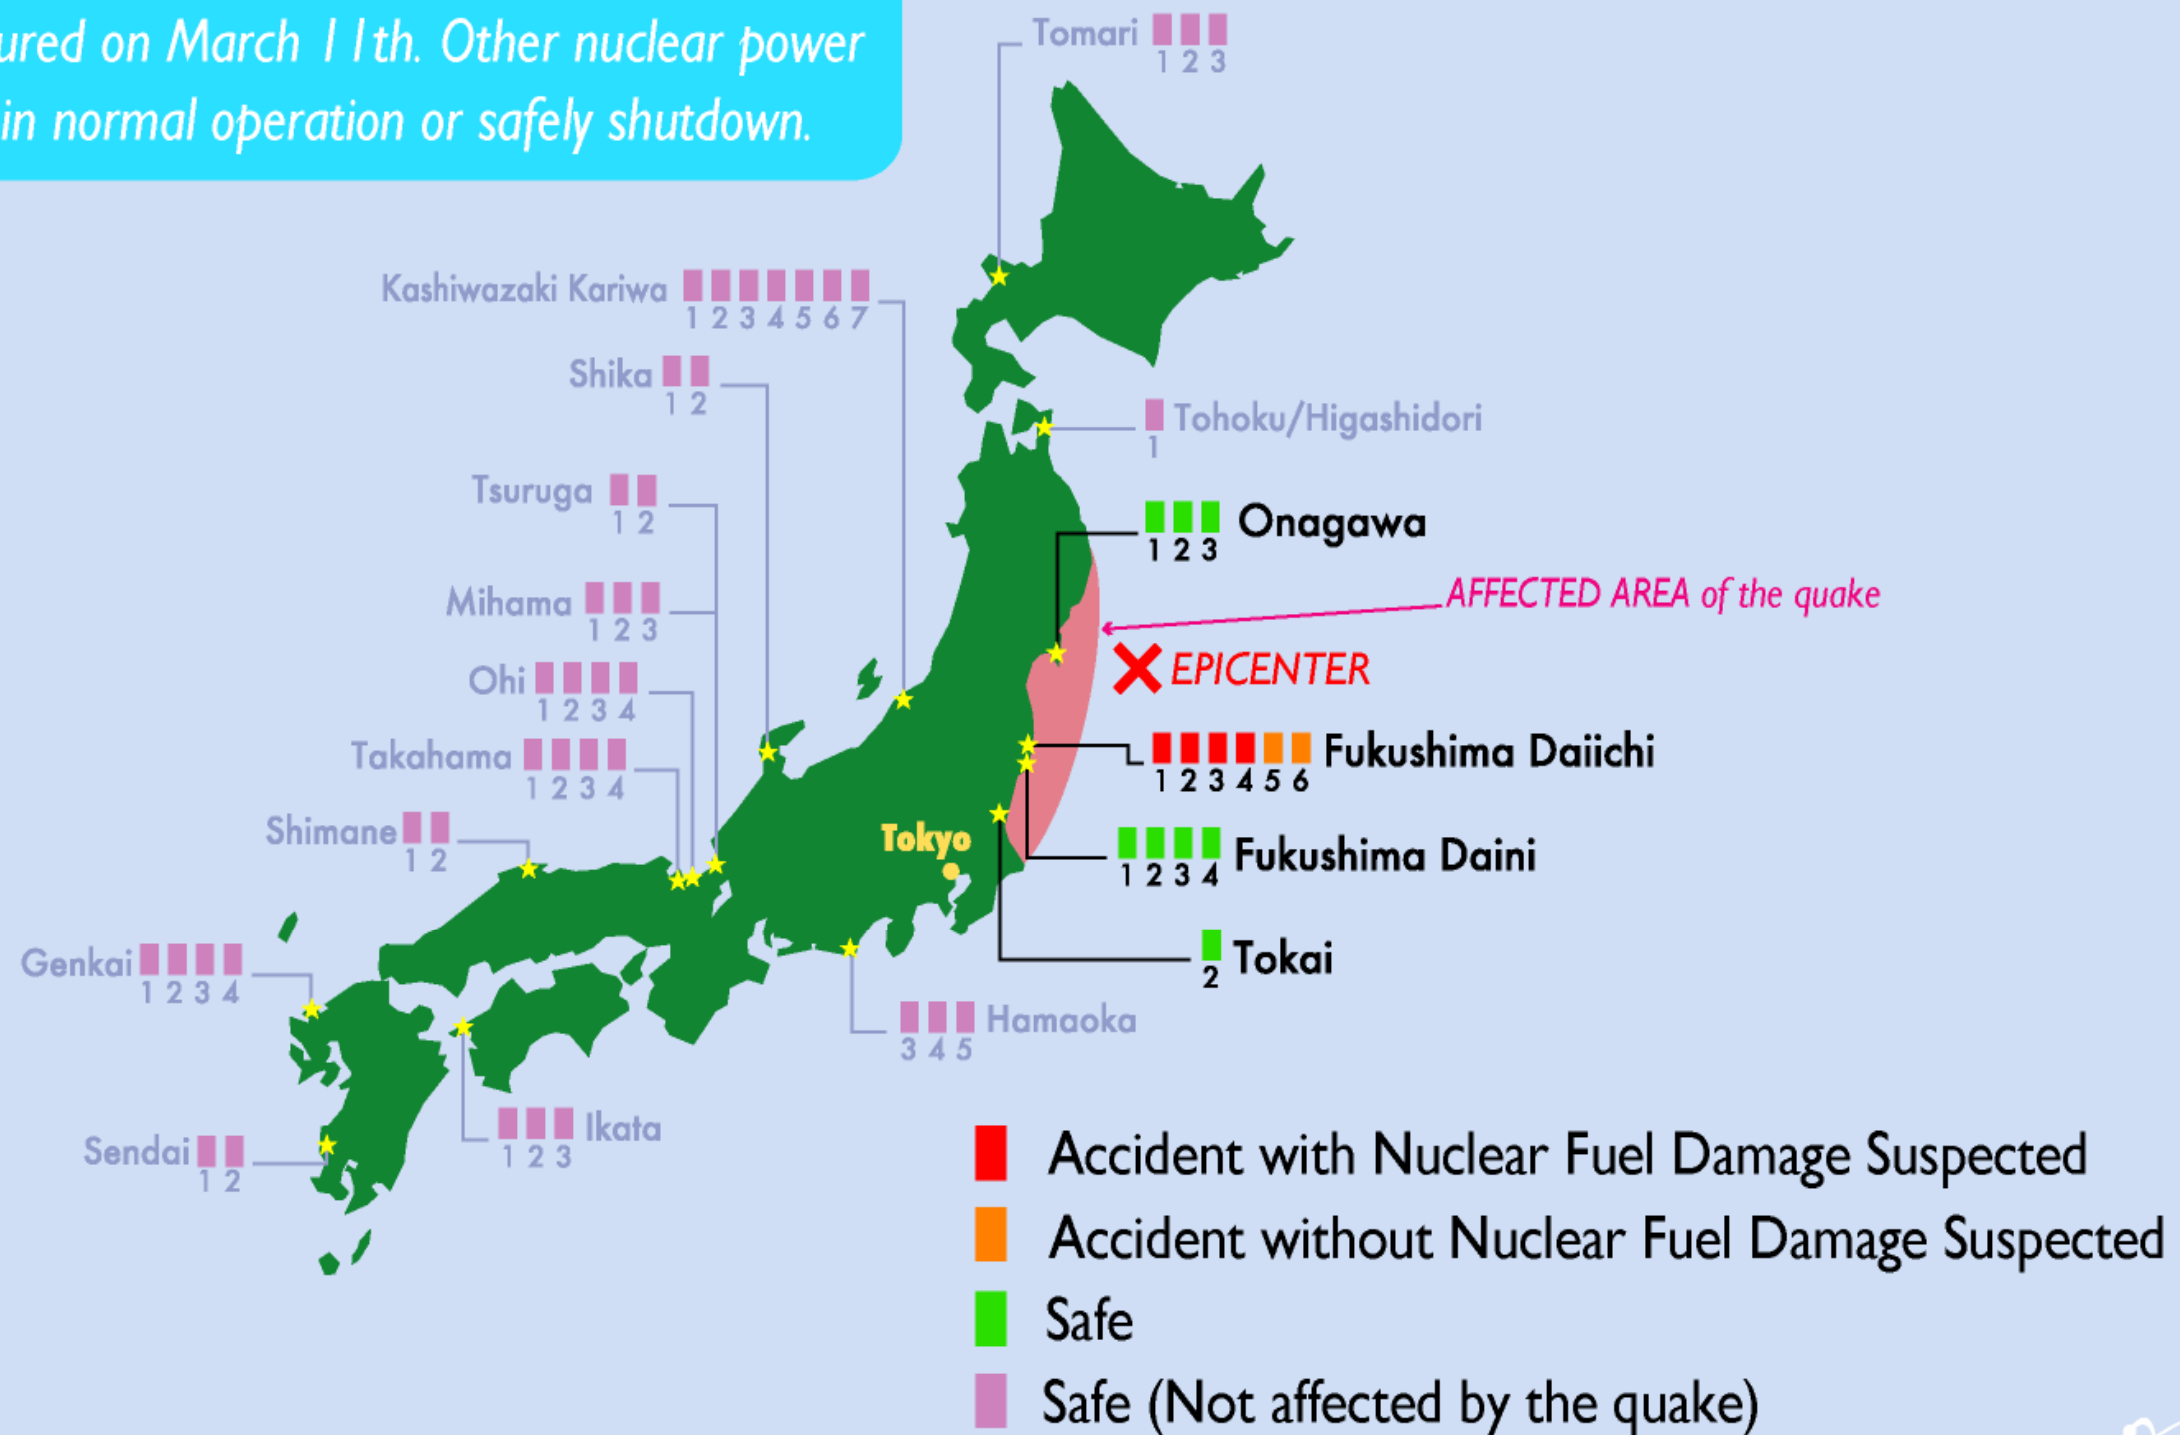 ured on March 11th. Other nuclear power
in normal operation or safely shutdown.
Tomari
1 2 3
Kashiwazaki Kariwa
1 2 3 4 5 6 7
Shika
1 2
Tohoku/Higashidori
1
Tsuruga
1 2
Onagawa
1 2 3
AFFECTED AREA of the quake
Mihama
1 2 3
EPICENTER
Ohi
1 2 3 4
Takahama
1 2 3 4
Fukushima Daiichi
1 2 3 4 5 6
Shimane
1 2
Tokyo
Fukushima Daini
1 2 3 4
Genkai
1 2 3 4
Tokai
2
Hamaoka
3 4 5
Ikata
1 2 3
Sendai
1 2
Accident with Nuclear Fuel Damage Suspected
Accident without Nuclear Fuel Damage Suspected
Safe
Safe (Not affected by the quake)